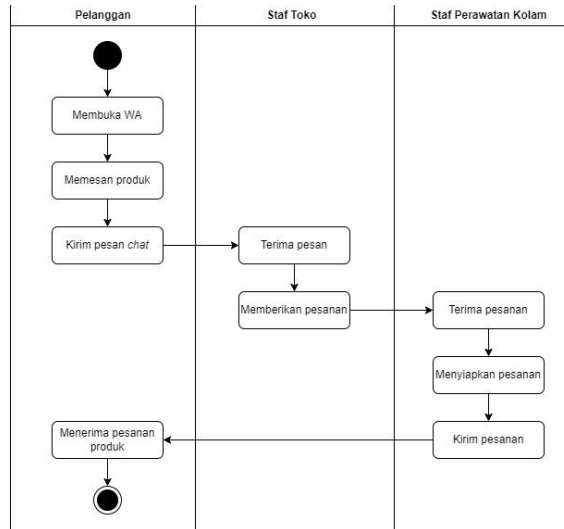 Pelanggan
Staf Toko
Staf Perawatan Kolam
Membuka WA
Memesan produk
Kirim pesan chat
Terima pesan
Memberikan pesanan
Terima pesanan
Menyiapkan pesanan
Kirim pesanan
Menerima pesanan
produk